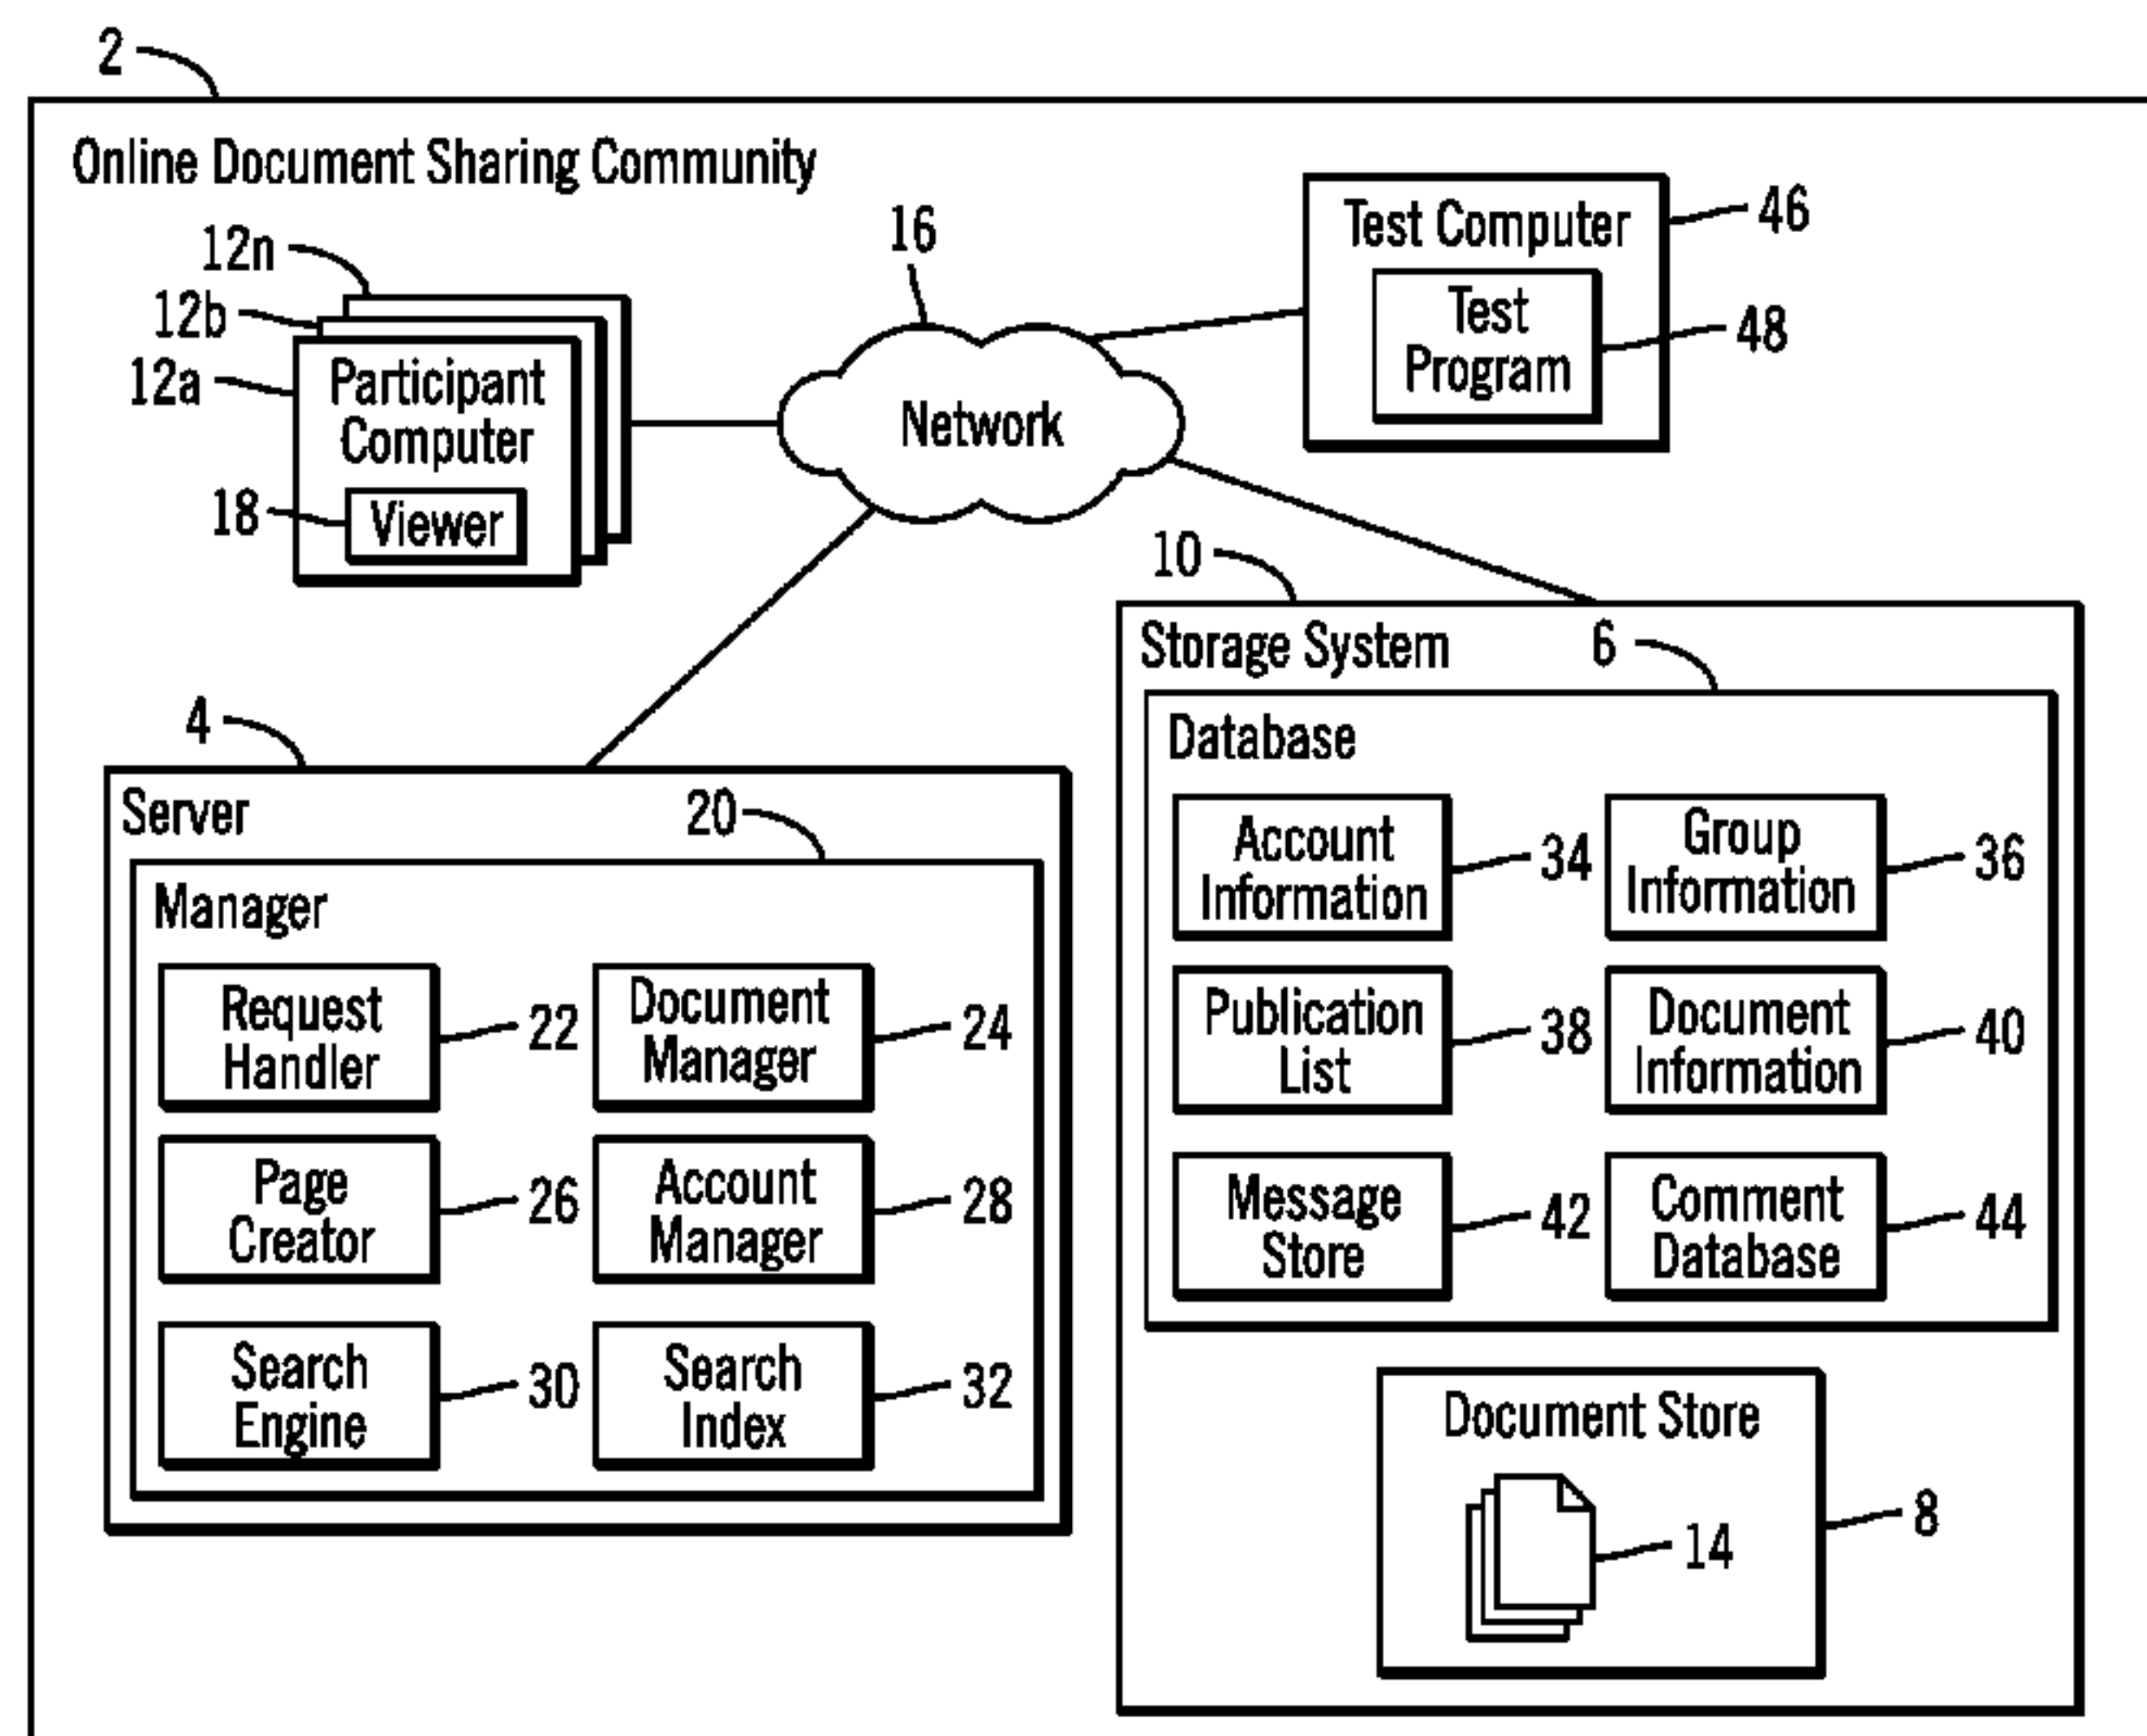 2
Online Document Sharing Community
12n
12b
12a
Participant
Computer
18
Viewer
16
Network
Test Computer
46
Test
Program
48
4
Server
20
Manager
Request
Handler
22
Document
Manager
24
Page
Creator
26
Account
Manager
28
Search
Engine
30
Search
Index
32
10
Storage System
6
Database
Account
Information
34
Group
Information
36
Publication
List
38
Document
Information
40
Message
Store
42
Comment
Database
44
Document Store
8
14